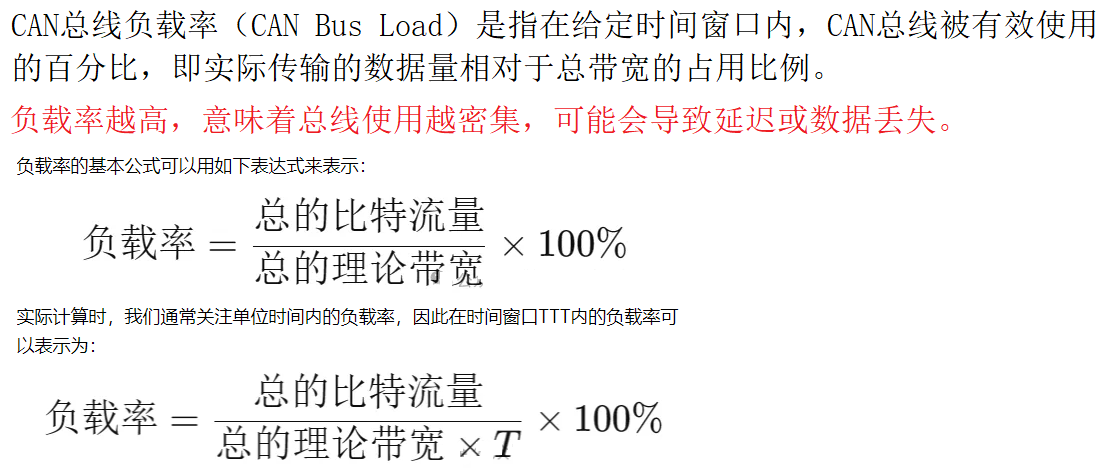 CAN总线负载率（CAN Bus Load）是指在给定时间窗口内，CAN总线被有效使用
的百分比，即实际传输的数据量相对于总带宽的占用比例。
负载率越高，意味着总线使用越密集，可能会导致延迟或数据丢失。
负载率的基本公式可以用如下表达式来表示：
负载率 = 总的比特流量 / 总的理论带宽 × 100%
实际计算时，我们通常关注单位时间内的负载率，因此在时间窗口TTT内的负载率可
以表示为：
负载率 = 总的比特流量 / 总的理论带宽 × T × 100%